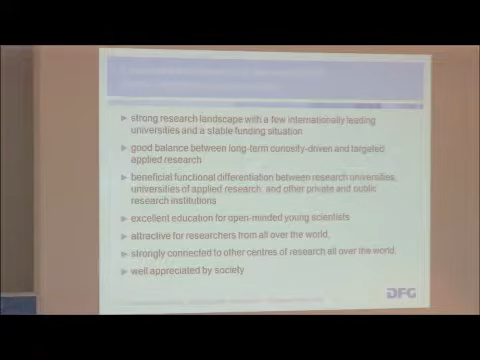 strong research landscape with a few internationally leading
universities and a stable funding situation
good balance between long-term curiosity-driven and targeted
applied research
beneficial functional differentiation between research universities,
universities of applied research, and other private and public
research institutions
excellent education for open-minded young scientists
attractive for researchers from all over the world,
strongly connected to other centres of research all over the world,
well appreciated by society
DFG